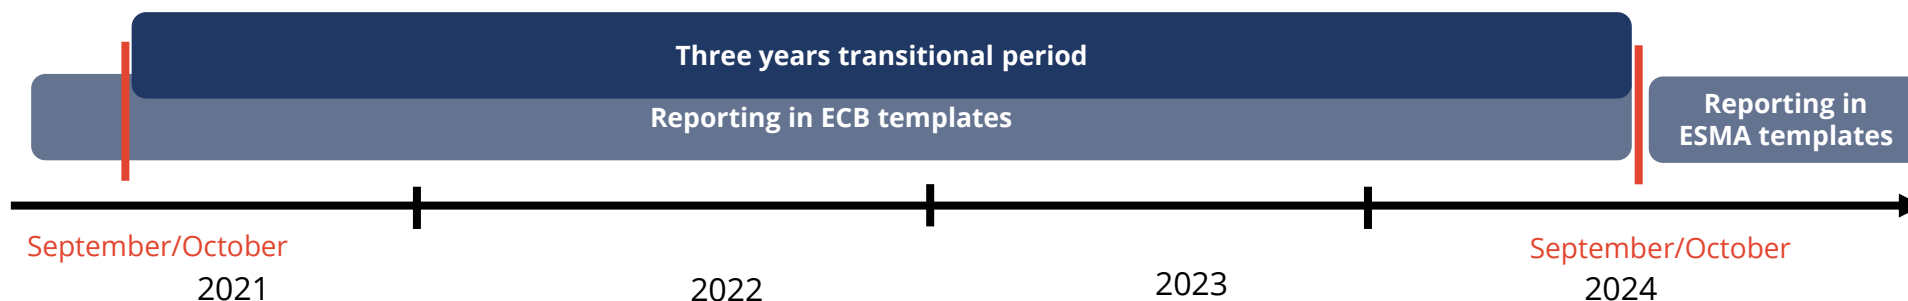 Three years transitional period
Reporting in ECB templates
Reporting in
ESMA templates
September/October
2021
2022
2023
September/October
2024